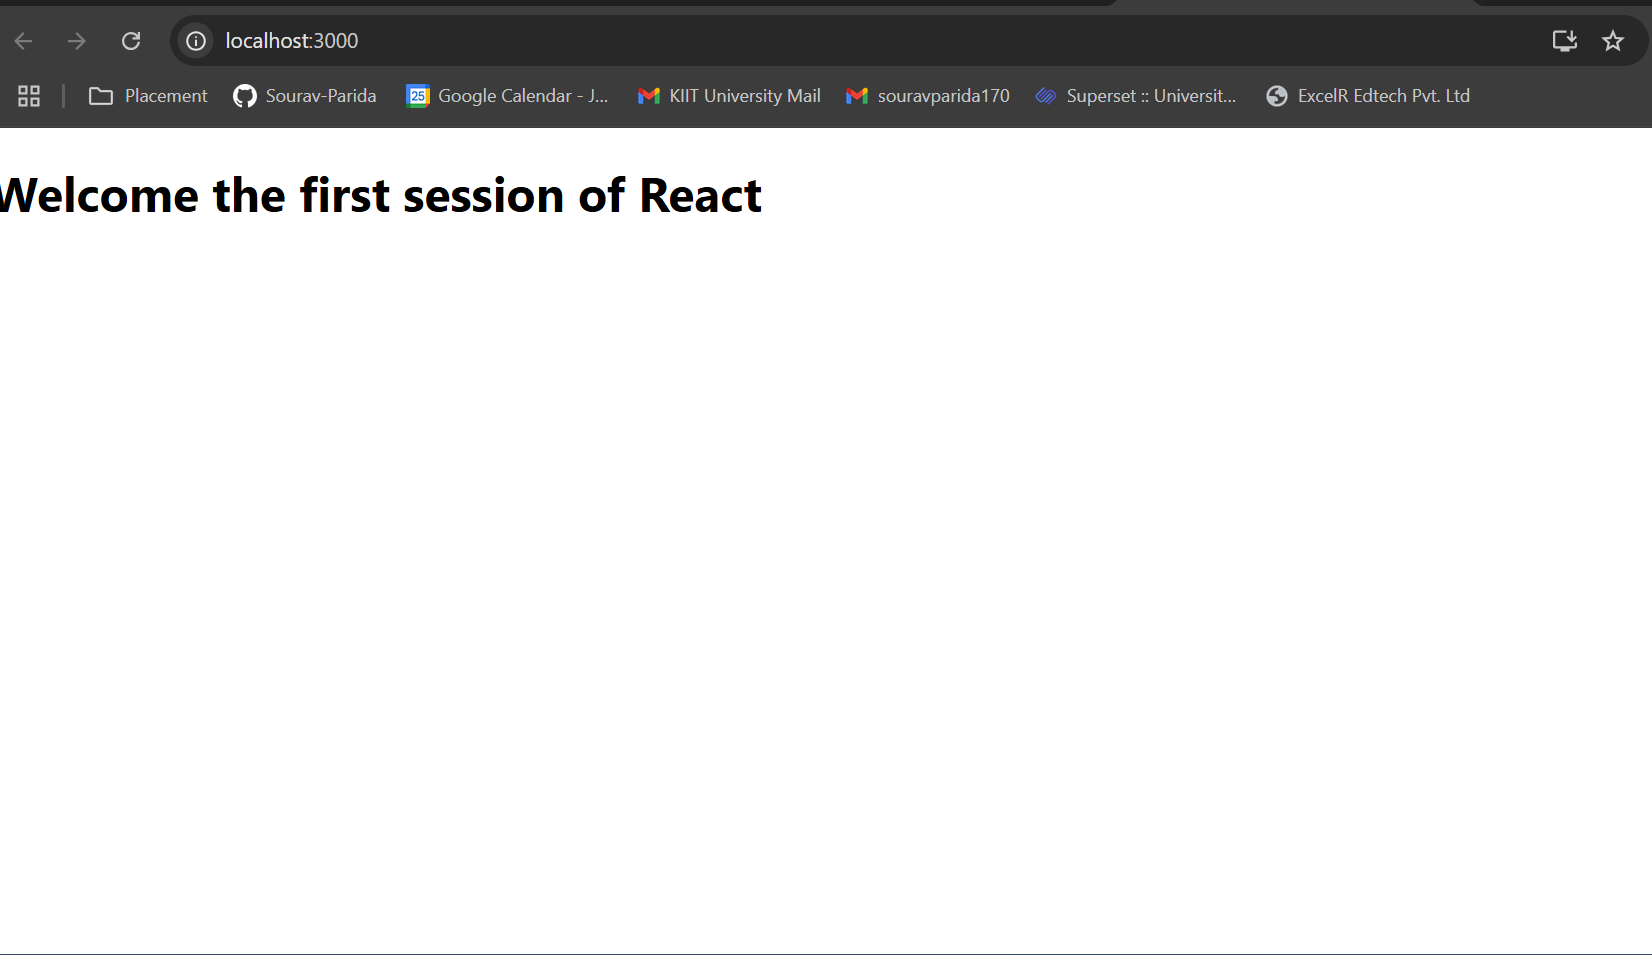 localhost:3000
Placement Sourav-Parida 25 Google Calendar - J... KIIT University Mail souravparida170 Superset :: Universit... ExcelR Edtech Pvt. Ltd
Welcome the first session of React